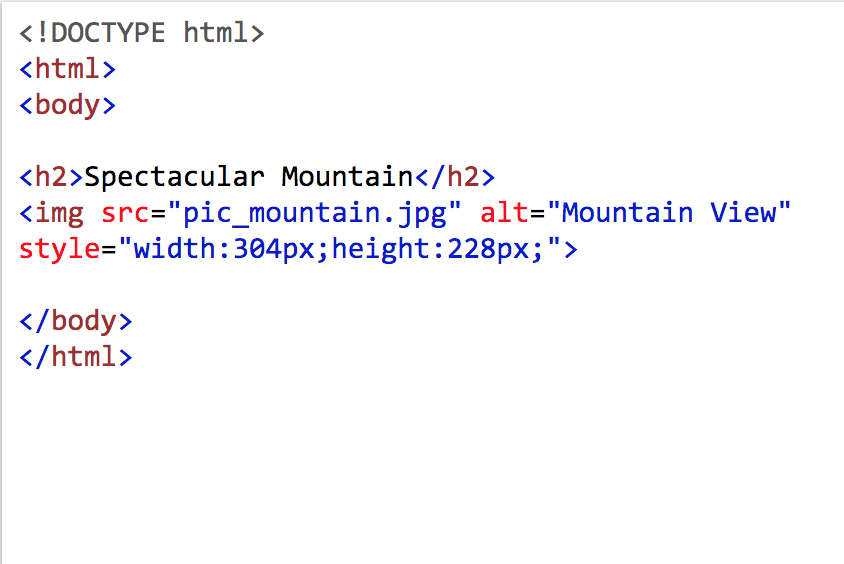 <!DOCTYPE html>
<html>
<body>
<h2>Spectacular Mountain</h2>
<img src="pic_mountain.jpg" alt="Mountain View"
style="width:304px;height:228px;">
</body>
</html>